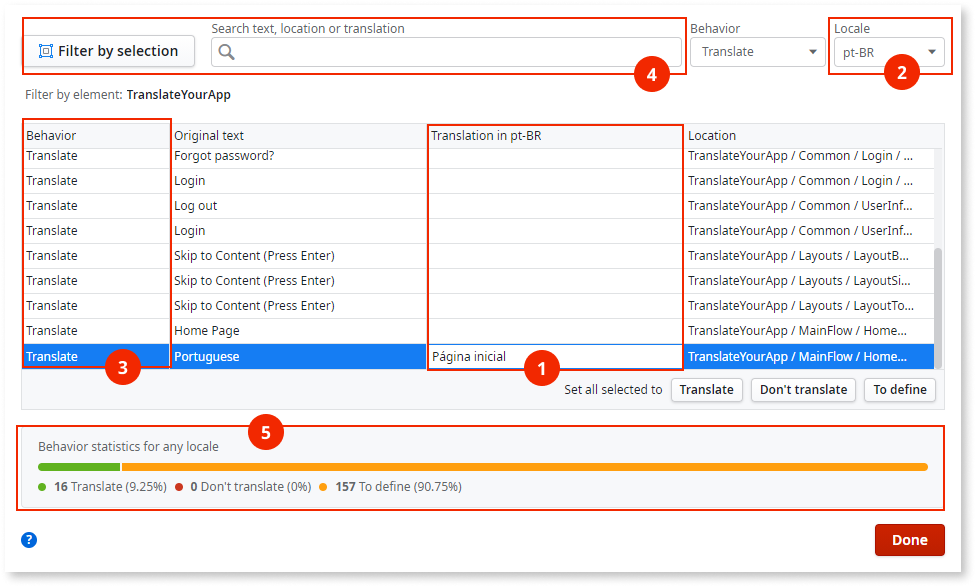 Search text, location or translation Behavior Locale
Filter by selection Translate pt-BR
4 2
Filter by element: TranslateYourApp
Behavior Original text Translation in pt-BR Location
Translate Forgot password? TranslateYourApp / Common / Login / ...
Translate Login TranslateYourApp / Common / Login / ...
Translate Log out TranslateYourApp / Common / UserInf...
Translate Login TranslateYourApp / Common / UserInf...
Translate Skip to Content (Press Enter) TranslateYourApp / Layouts / LayoutB...
Translate Skip to Content (Press Enter) TranslateYourApp / Layouts / LayoutSi...
Translate Skip to Content (Press Enter) TranslateYourApp / Layouts / LayoutTo...
Translate Home Page TranslateYourApp / MainFlow / Home...
Translate Portuguese Página inicial TranslateYourApp / MainFlow / Home...
3 1
Set all selected to Translate Don't translate To define
5
Behavior statistics for any locale
16 Translate (9.25%) 0 Don't translate (0%) 157 To define (90.75%)
? Done